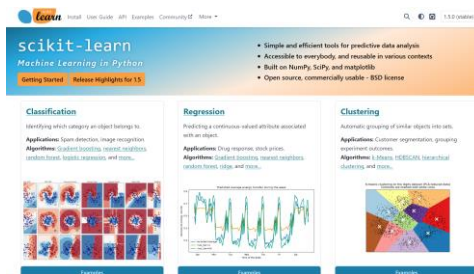 learn
Install User Guide API Examples Community More
1.5.0 (stable)
scikit-learn
Machine Learning in Python
Getting Started
Release Highlights for 1.5
Simple and efficient tools for predictive data analysis
Accessible to everybody, and reusable in various contexts
Built on NumPy, SciPy, and matplotlib
Open source, commercially usable - BSD license
Classification
Identifying which category an object belongs to.
Applications: Spam detection, image recognition.
Algorithms: Gradient boosting, nearest neighbors,
random forest, logistic regression, and more...
Examples
Regression
Predicting a continuous-valued attribute associated
with an object.
Applications: Drug response, stock prices.
Algorithms: Gradient boosting, nearest neighbors,
random forest, ridge, and more...
Examples
Clustering
Automatic grouping of similar objects into sets.
Applications: Customer segmentation, grouping
experiment outcomes.
Algorithms: k-Means, HDBSCAN, hierarchical
clustering, and more...
Examples